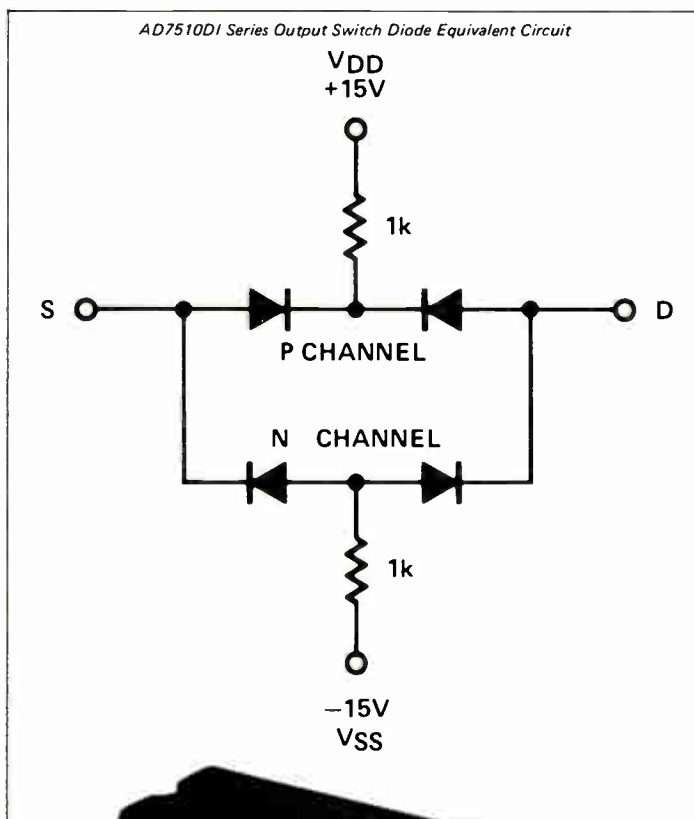 AD7510DI Series Output Switch Diode Equivalent Circuit
VDD
+15V
1k
S
D
P CHANNEL
N CHANNEL
1k
−15V
VSS